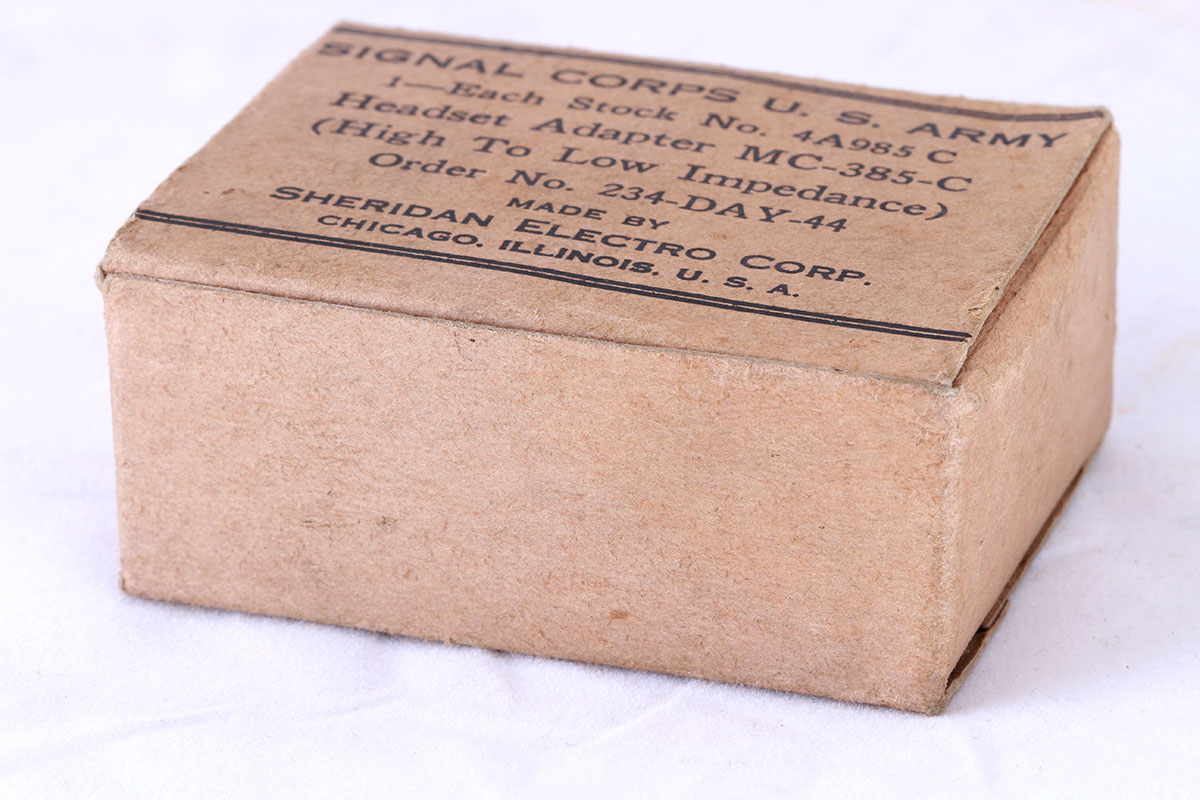 SIGNAL CORPS U. S. ARMY
1—Each Stock No. 4A985 C
Headset Adapter MC-385-C
(High To Low Impedance)
Order No. 234-DAY-44
MADE BY
SHERIDAN ELECTRO CORP.
CHICAGO, ILLINOIS, U. S. A.